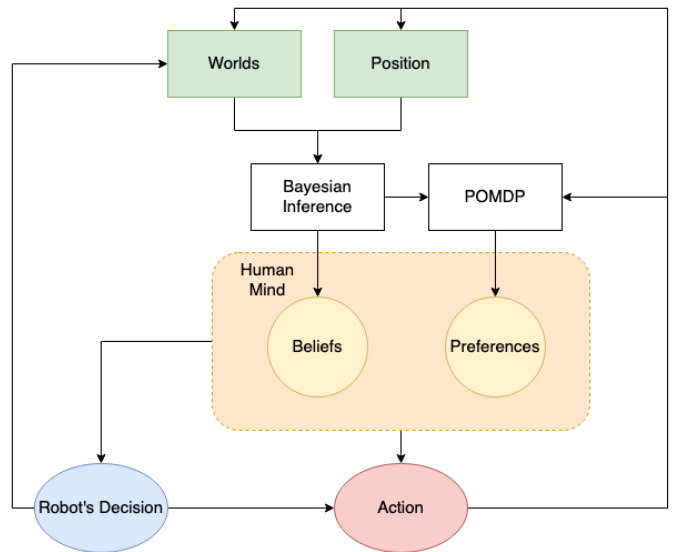 Worlds
Position
Bayesian
Inference
POMDP
Human
Mind
Beliefs
Preferences
Robot's Decision
Action